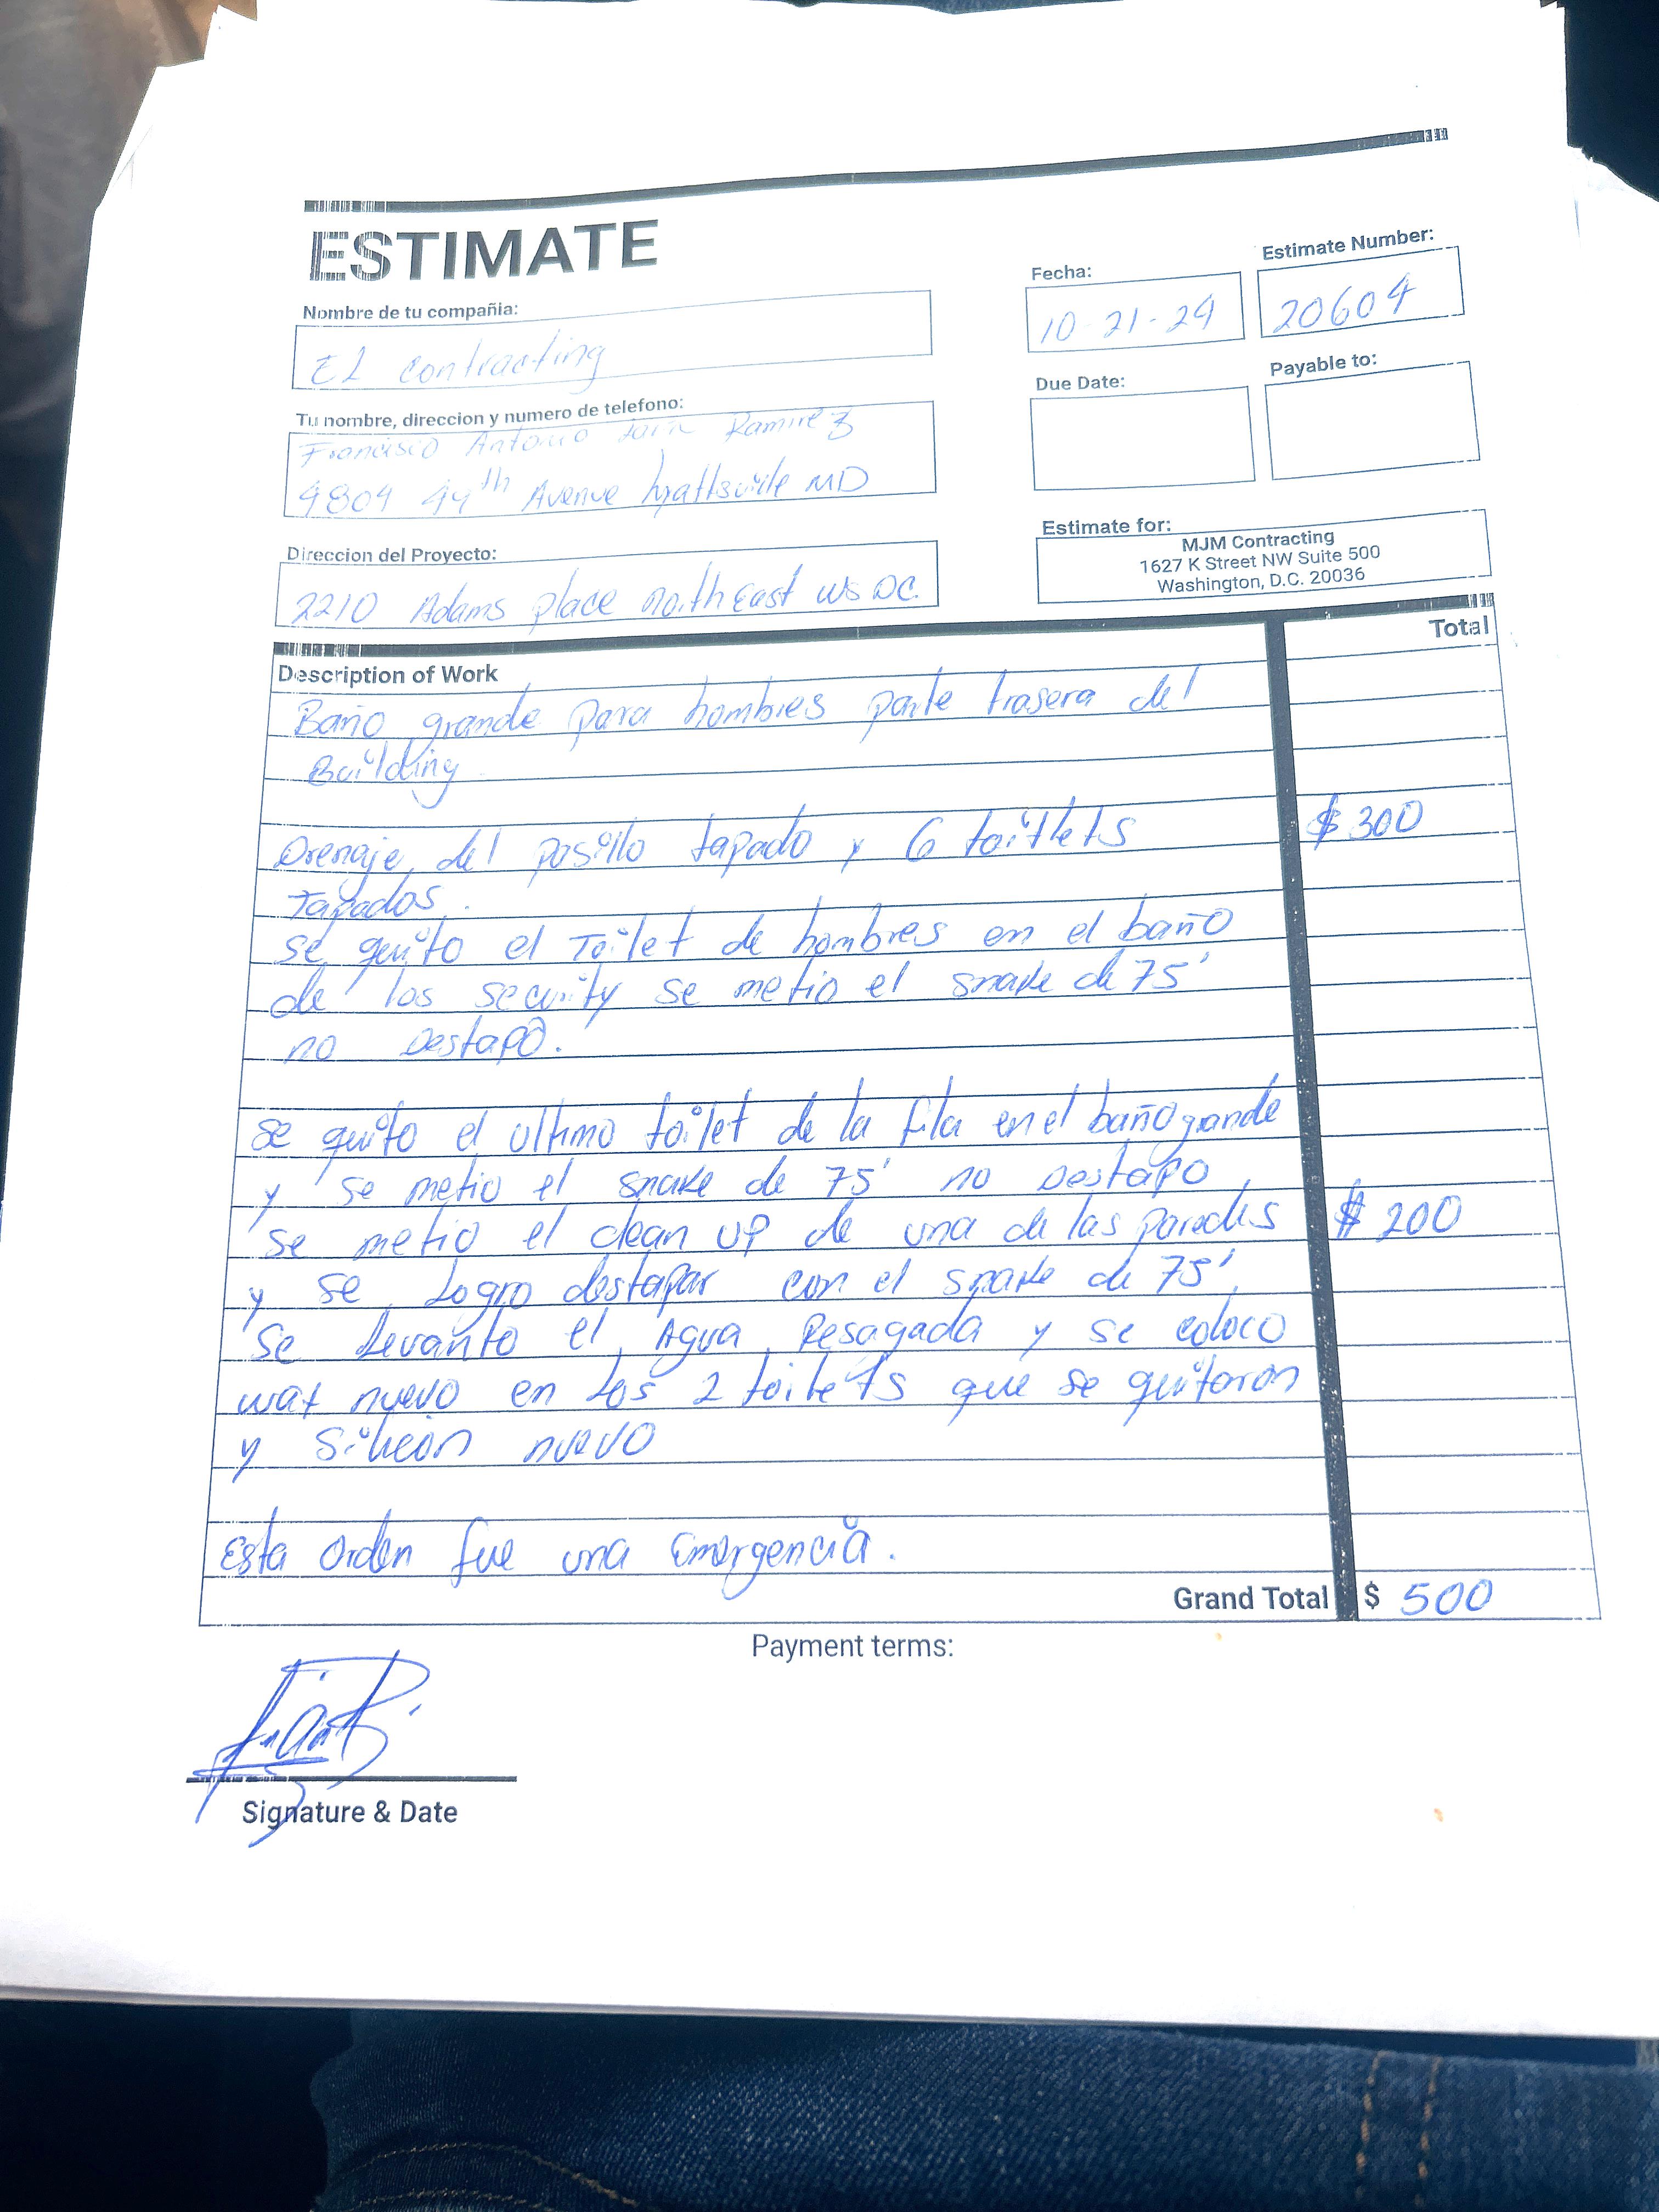 ESTIMATE
Fecha:
10-21-24
Estimate Number:
20604
Nombre de tu compañia:
EL contracting
Due Date:
Payable to:
Tu nombre, direccion y numero de telefono:
Francisco Antonio Ramirez
4804 44th Avenue hyattsville MD
Direccion del Proyecto:
2210 Adams place northEast ws DC.
Estimate for:
MJM Contracting
1627 K Street NW Suite 500
Washington, D.C. 20036
Description of Work
Total
Baño grande para hombres parte trasera del
Building
Drenaje del pasillo tapado y 6 toitlets $300
tapados.
se quito el Toilet de hombres en el baño
de los security se metio el snake de 75'
no Destapo.
se quito el ultimo toilet de la fila en el baño grande
y se metio el snake de 75' no Destapo
se metio el clean up de una de las paredes $200
y se Logro destapar con el snake de 75'
se Levanto el Agua Resagada y se coloco
wax nuevo en Los 2 toilets que se quitaron
y silicon nuevo
Esta Orden fue una Emergencia.
Grand Total $ 500
Payment terms:
Signature & Date